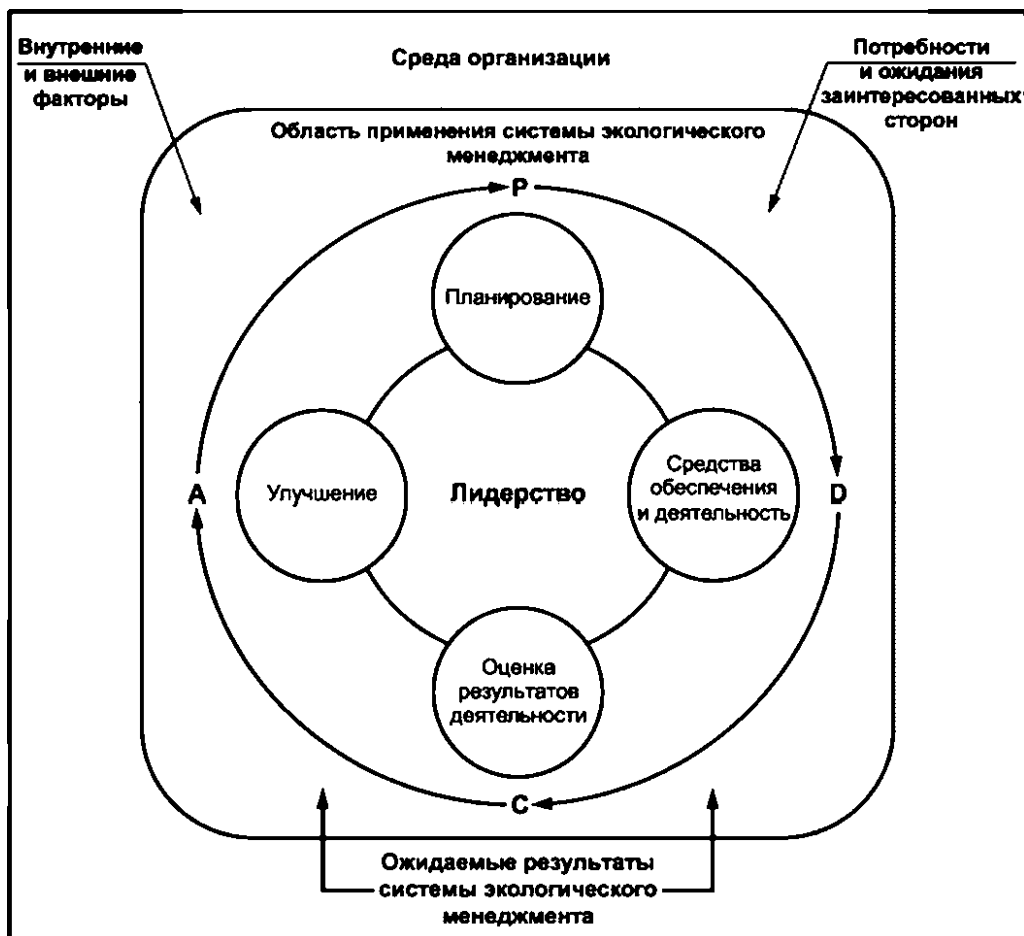 Внутренние
и внешние
факторы
Среда организации
Потребности
и ожидания
заинтересованных
сторон
Область применения системы экологического
менеджмента
P
Планирование
A
Улучшение
Лидерство
Средства
обеспечения
и деятельность
D
Оценка
результатов
деятельности
C
Ожидаемые результаты
системы экологического
менеджмента